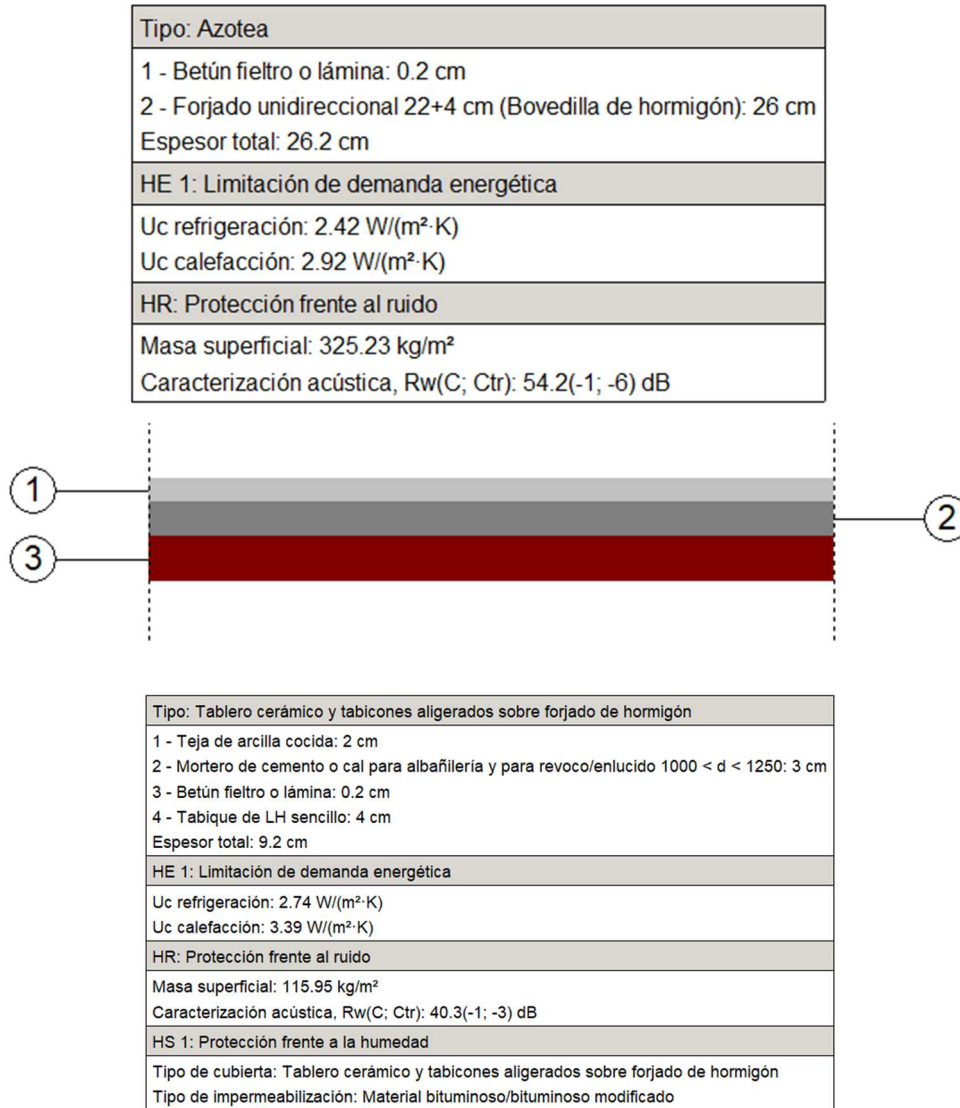 Tipo: Azotea
1 - Betún fieltro o lámina: 0.2 cm
2 - Forjado unidireccional 22+4 cm (Bovedilla de hormigón): 26 cm
Espesor total: 26.2 cm
HE 1: Limitación de demanda energética
Uc refrigeración: 2.42 W/(m²·K)
Uc calefacción: 2.92 W/(m²·K)
HR: Protección frente al ruido
Masa superficial: 325.23 kg/m²
Caracterización acústica, Rw(C; Ctr): 54.2(-1; -6) dB
1
2
3
Tipo: Tablero cerámico y tabicones aligerados sobre forjado de hormigón
1 - Teja de arcilla cocida: 2 cm
2 - Mortero de cemento o cal para albañilería y para revoco/enlucido 1000 < d < 1250: 3 cm
3 - Betún fieltro o lámina: 0.2 cm
4 - Tabique de LH sencillo: 4 cm
Espesor total: 9.2 cm
HE 1: Limitación de demanda energética
Uc refrigeración: 2.74 W/(m²·K)
Uc calefacción: 3.39 W/(m²·K)
HR: Protección frente al ruido
Masa superficial: 115.95 kg/m²
Caracterización acústica, Rw(C; Ctr): 40.3(-1; -3) dB
HS 1: Protección frente a la humedad
Tipo de cubierta: Tablero cerámico y tabicones aligerados sobre forjado de hormigón
Tipo de impermeabilización: Material bituminoso/bituminoso modificado